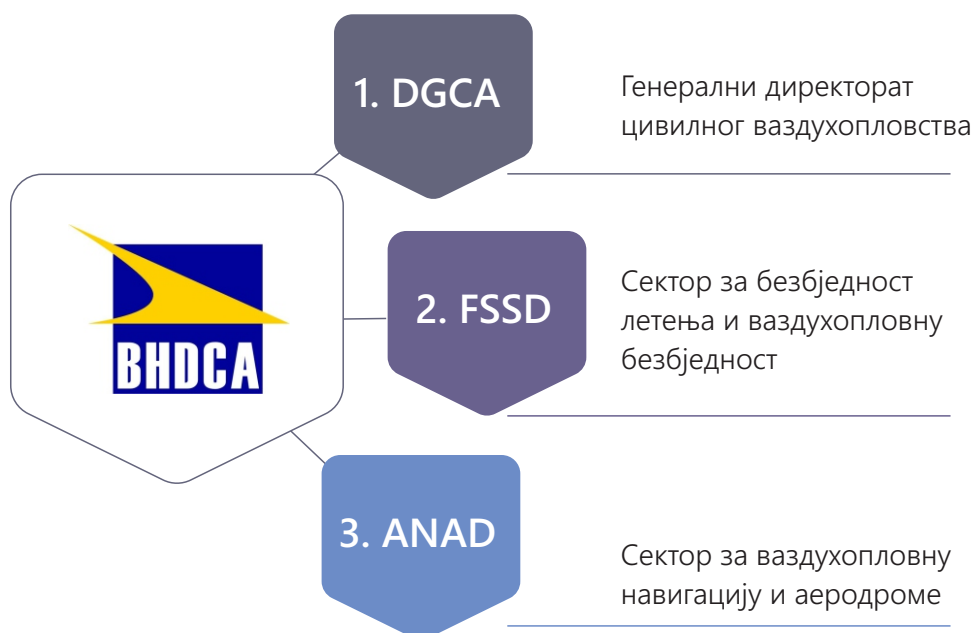 1. DGCA
Генерални директорат
цивилног ваздухопловства
BHDCA
2. FSSD
Сектор за безбједност
летења и ваздухопловну
безбједност
3. ANAD
Сектор за ваздухопловну
навигацију и аеродроме